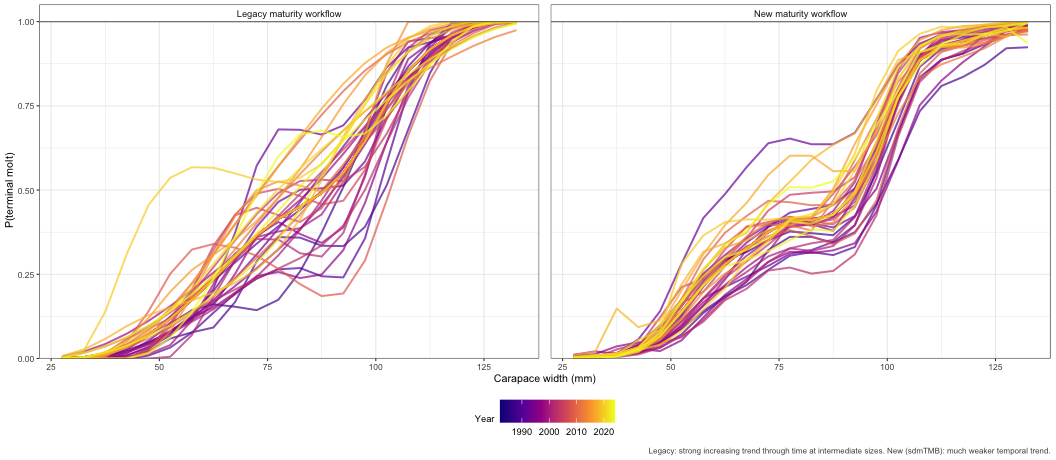 Legacy maturity workflow
New maturity workflow
P(terminal molt)
1.00
0.75
0.50
0.25
0.00
25 50 75 100 125
25 50 75 100 125
Carapace width (mm)
Year
1990 2000 2010 2020
Legacy: strong increasing trend through time at intermediate sizes. New (sdmTMB): much weaker temporal trend.